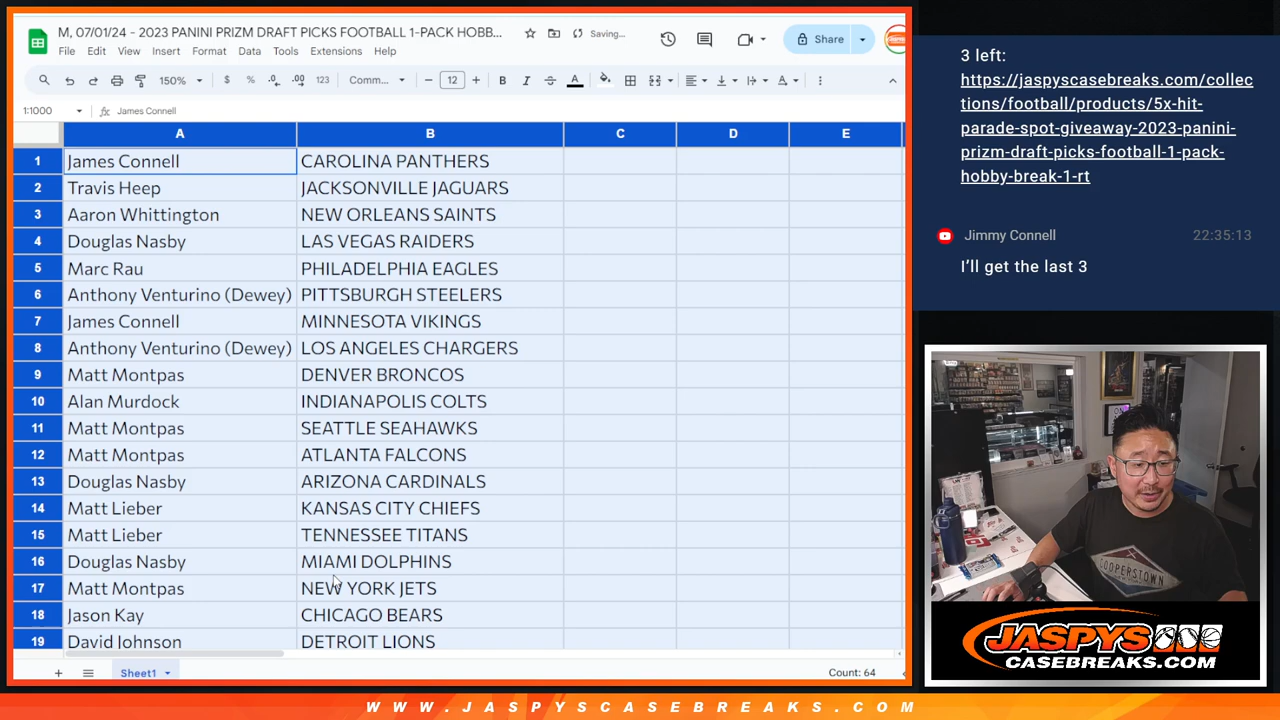 M, 07/01/24 - 2023 PANINI PRIZM DRAFT PICKS FOOTBALL 1-PACK HOBB...
Saving...
Share
File Edit View Insert Format Data Tools Extensions Help
150% $ % .0 .00 123 Comm... 12 B I A
1:1000 fx James Connell
A B C D E
1 James Connell CAROLINA PANTHERS
2 Travis Heep JACKSONVILLE JAGUARS
3 Aaron Whittington NEW ORLEANS SAINTS
4 Douglas Nasby LAS VEGAS RAIDERS
5 Marc Rau PHILADELPHIA EAGLES
6 Anthony Venturino (Dewey) PITTSBURGH STEELERS
7 James Connell MINNESOTA VIKINGS
8 Anthony Venturino (Dewey) LOS ANGELES CHARGERS
9 Matt Montpas DENVER BRONCOS
10 Alan Murdock INDIANAPOLIS COLTS
11 Matt Montpas SEATTLE SEAHAWKS
12 Matt Montpas ATLANTA FALCONS
13 Douglas Nasby ARIZONA CARDINALS
14 Matt Lieber KANSAS CITY CHIEFS
15 Matt Lieber TENNESSEE TITANS
16 Douglas Nasby MIAMI DOLPHINS
17 Matt Montpas NEW YORK JETS
18 Jason Kay CHICAGO BEARS
19 David Johnson DETROIT LIONS
Sheet1 Count: 64
3 left:
https://jaspyscasebreaks.com/collec
tions/football/products/5x-hit-
parade-spot-giveaway-2023-panini-
prizm-draft-picks-football-1-pack-
hobby-break-1-rt
Jimmy Connell 22:35:13
I'll get the last 3
COOPERSTOWN
JASPYS
CASEBREAKS.COM
WWW.JASPYSCASEBREAKS.COM